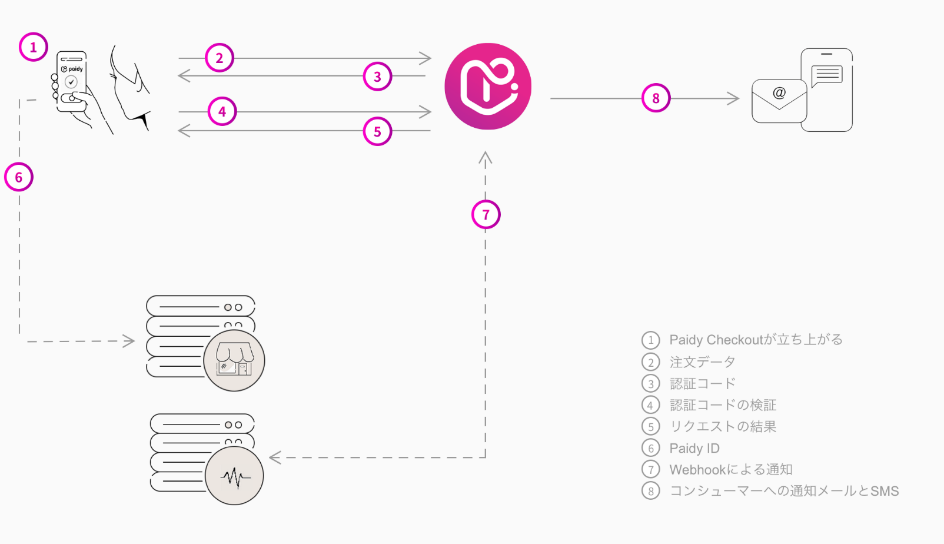 1
2
3
4
5
6
7
8
paidy
@
1 Paidy Checkoutが立ち上がる
2 注文データ
3 認証コード
4 認証コードの検証
5 リクエストの結果
6 Paidy ID
7 Webhookによる通知
8 コンシューマーへの通知メールとSMS